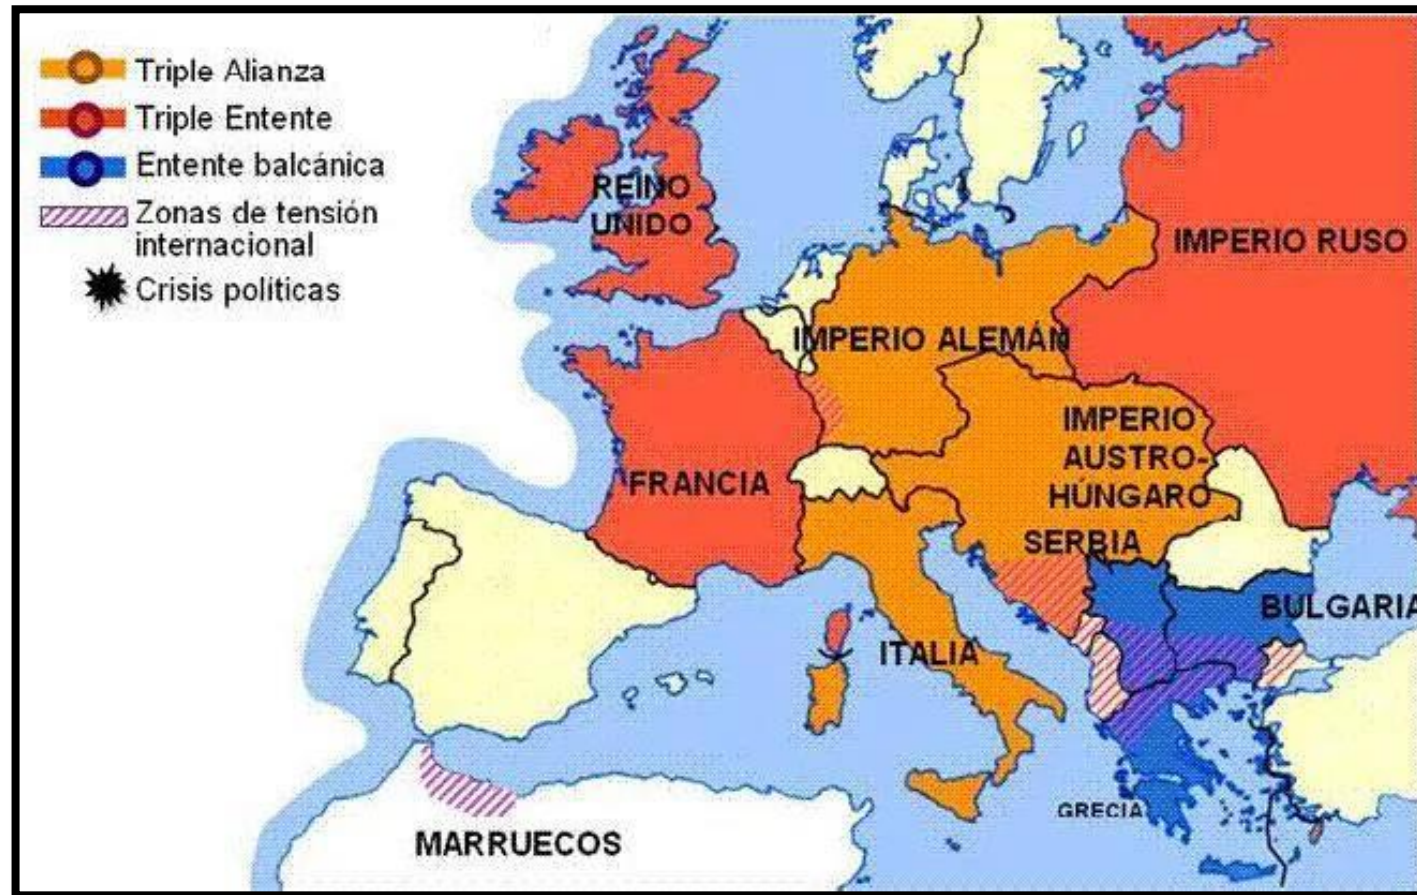 Triple Alianza
Triple Entente
Entente balcánica
Zonas de tensión
internacional
Crisis políticas
REINO
UNIDO
IMPERIO RUSO
IMPERIO ALEMÁN
IMPERIO
AUSTRO-
HÚNGARO
FRANCIA
SERBIA
BULGARIA
ITALIA
GRECIA
MARRUECOS